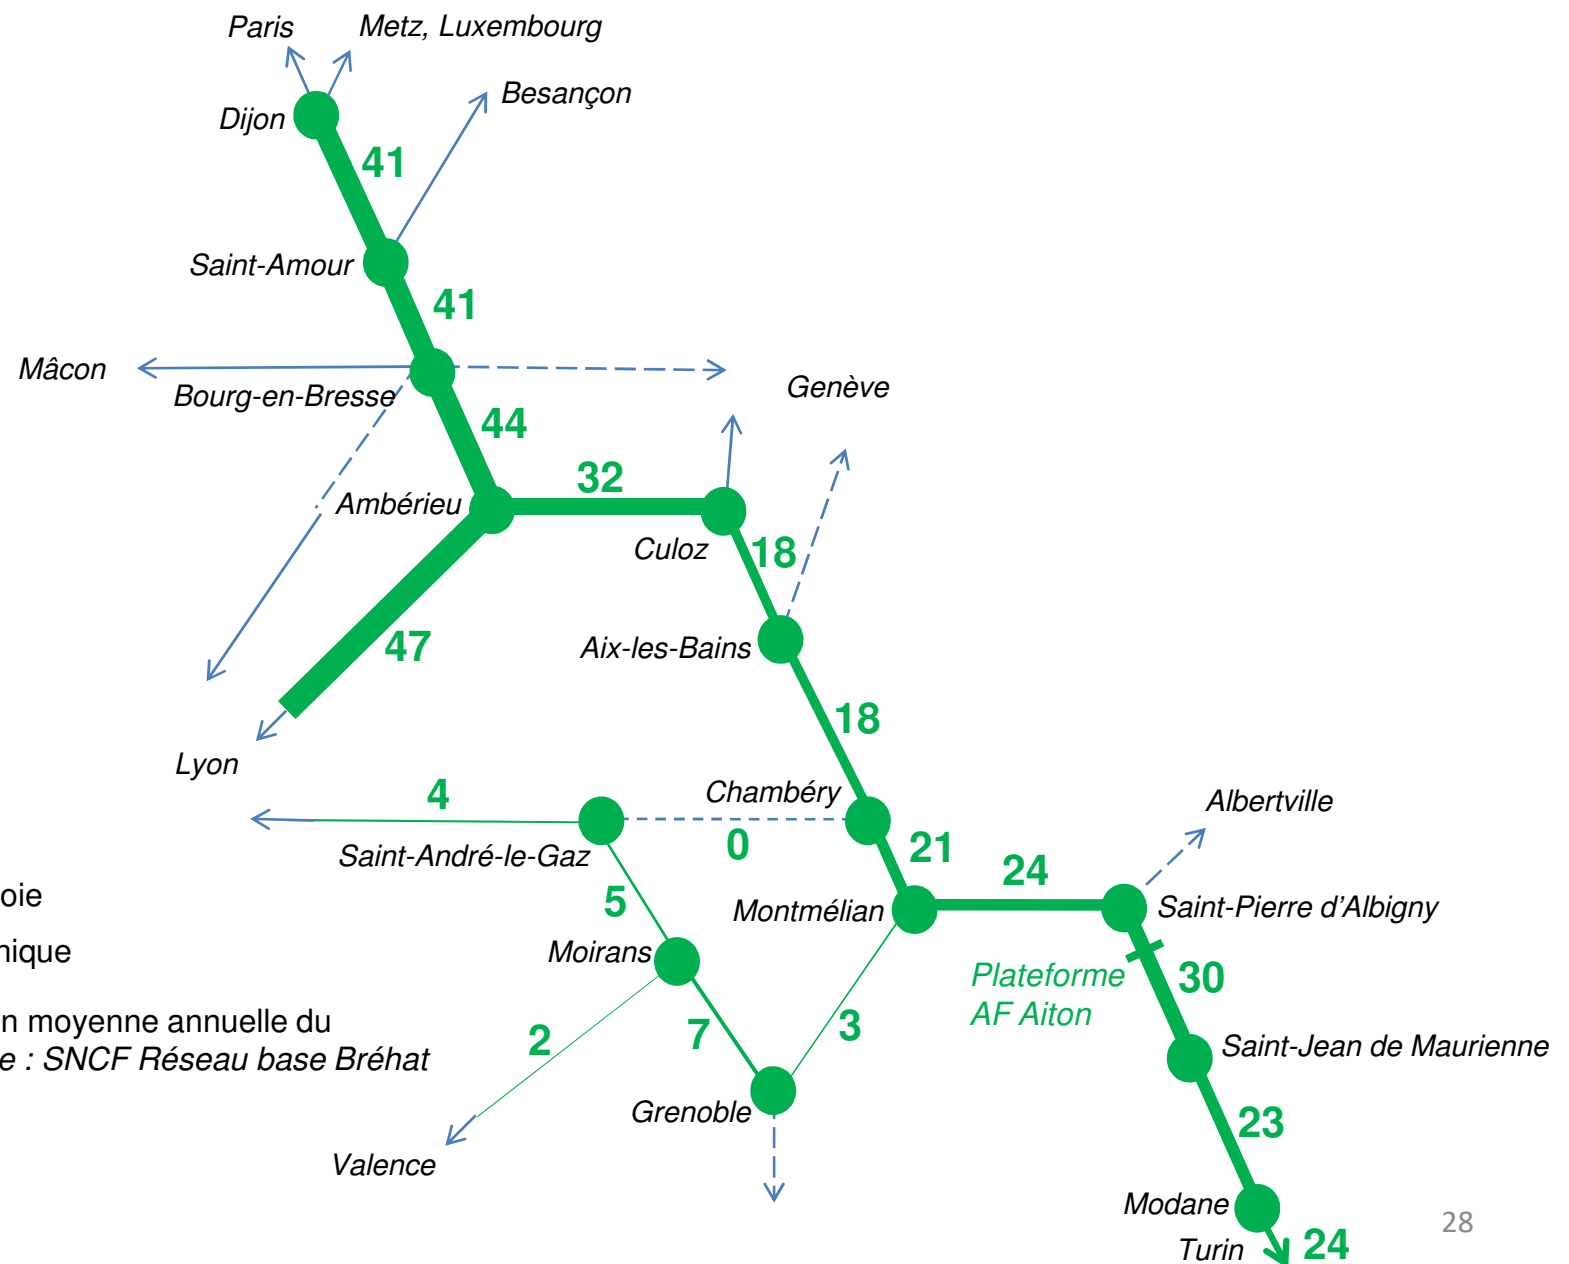 Paris
Metz, Luxembourg
Besançon
Dijon
41
Saint-Amour
41
Mâcon
Bourg-en-Bresse
Genève
44
32
Ambérieu
Culoz
18
47
Aix-les-Bains
18
Lyon
4
Chambéry
Albertville
0
21
24
Saint-André-le-Gaz
oie
5
Montmélian
Saint-Pierre d'Albigny
nique
Moirans
Plateforme
AF Aiton
30
n moyenne annuelle du
2
7
3
e : SNCF Réseau base Bréhat
Saint-Jean de Maurienne
Grenoble
23
Valence
Modane
28
Turin
24